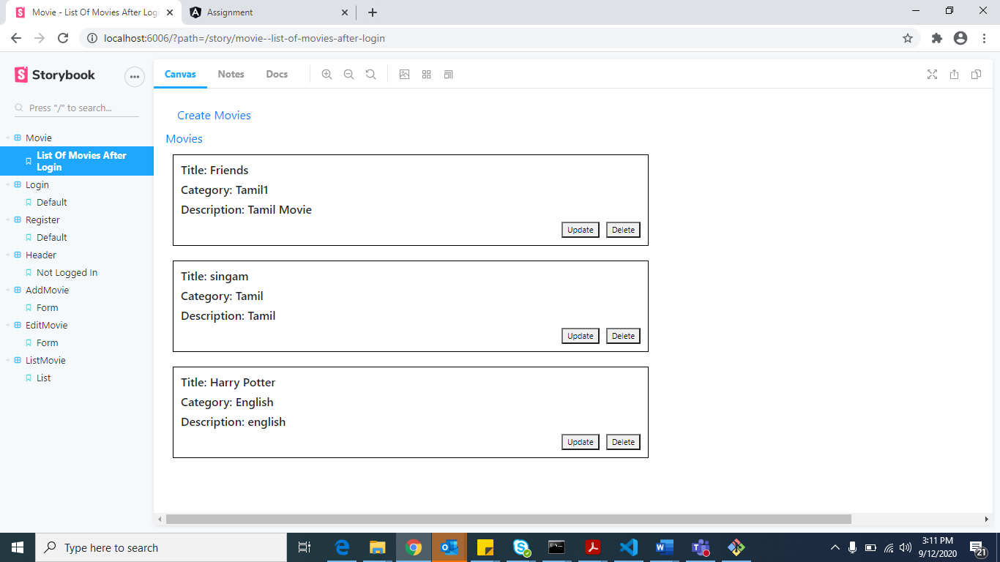 Movie - List Of Movies After Logi
Assignment
localhost:6006/?path=/story/movie--list-of-movies-after-login
Storybook
Press "/" to search...
Movie
List Of Movies After
Login
Login
Default
Register
Default
Header
Not Logged In
AddMovie
Form
EditMovie
Form
ListMovie
List
Canvas
Notes
Docs
Create Movies
Movies
Title: Friends
Category: Tamil1
Description: Tamil Movie
Update Delete
Title: singam
Category: Tamil
Description: Tamil
Update Delete
Title: Harry Potter
Category: English
Description: english
Update Delete
Type here to search
3:11 PM
9/12/2020
21